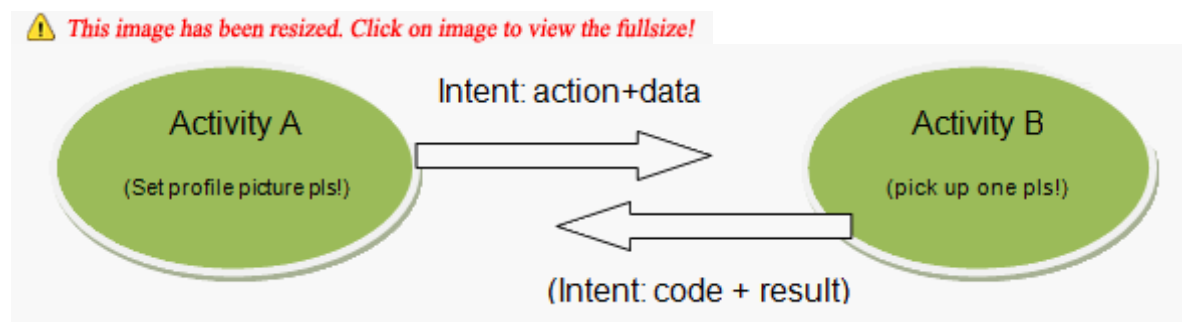 This image has been resized. Click on image to view the fullsize!
Intent: action+data
Activity A
Activity B
(Set profile picture pls!)
(pick up one pls!)
(Intent: code + result)